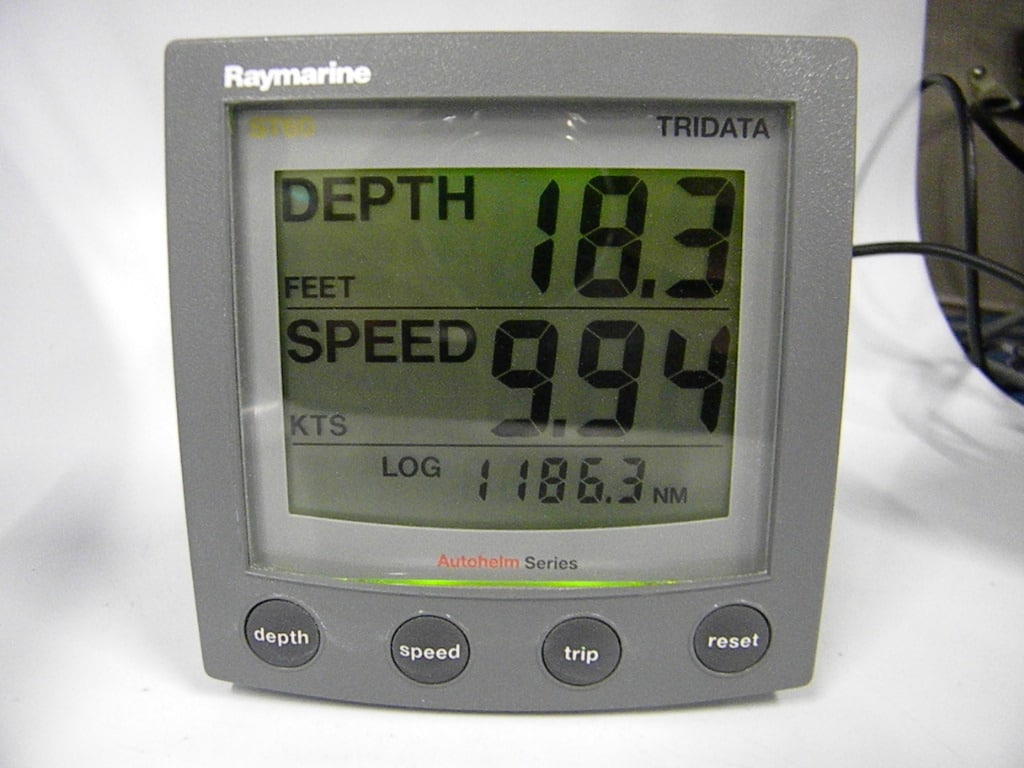 Raymarine
ST60 TRIDATA
DEPTH 18.3
FEET
SPEED 9.94
KTS
LOG 1186.3 NM
Autohelm Series
depth speed trip reset